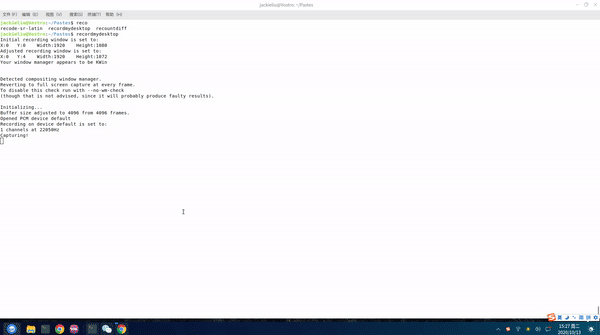 jackieliu@Vostro:~/Pastes
文件(F) 编辑(E) 视图(V) 搜索(S) 终端(T) 帮助(H)
jackieliu@Vostro:~/Pastes$ reco
recode-sr-latin recordmydesktop recountdiff
jackieliu@Vostro:~/Pastes$ recordmydesktop
Initial recording window is set to:
X:0 Y:0 Width:1920 Height:1080
Adjusted recording window is set to:
X:0 Y:4 Width:1920 Height:1072
Your window manager appears to be KWin
Detected compositing window manager.
Reverting to full screen capture at every frame.
To disable this check run with --no-wm-check
(though that is not advised, since it will probably produce faulty results).
Initializing...
Buffer size adjusted to 4096 from 4096 frames.
Opened PCM device default
Recording on device default is set to:
1 channels at 22050Hz
Capturing!
英 简 拼
15:27 周二
2020/10/13